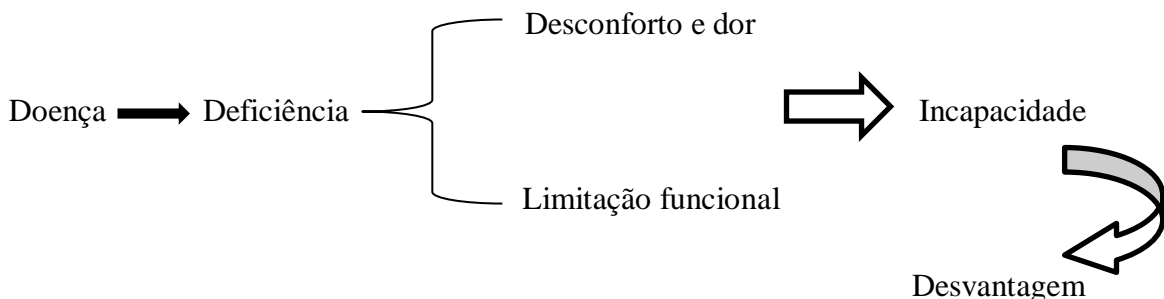 Desconforto e dor
Doença
Deficiência
Incapacidade
Limitação funcional
Desvantagem